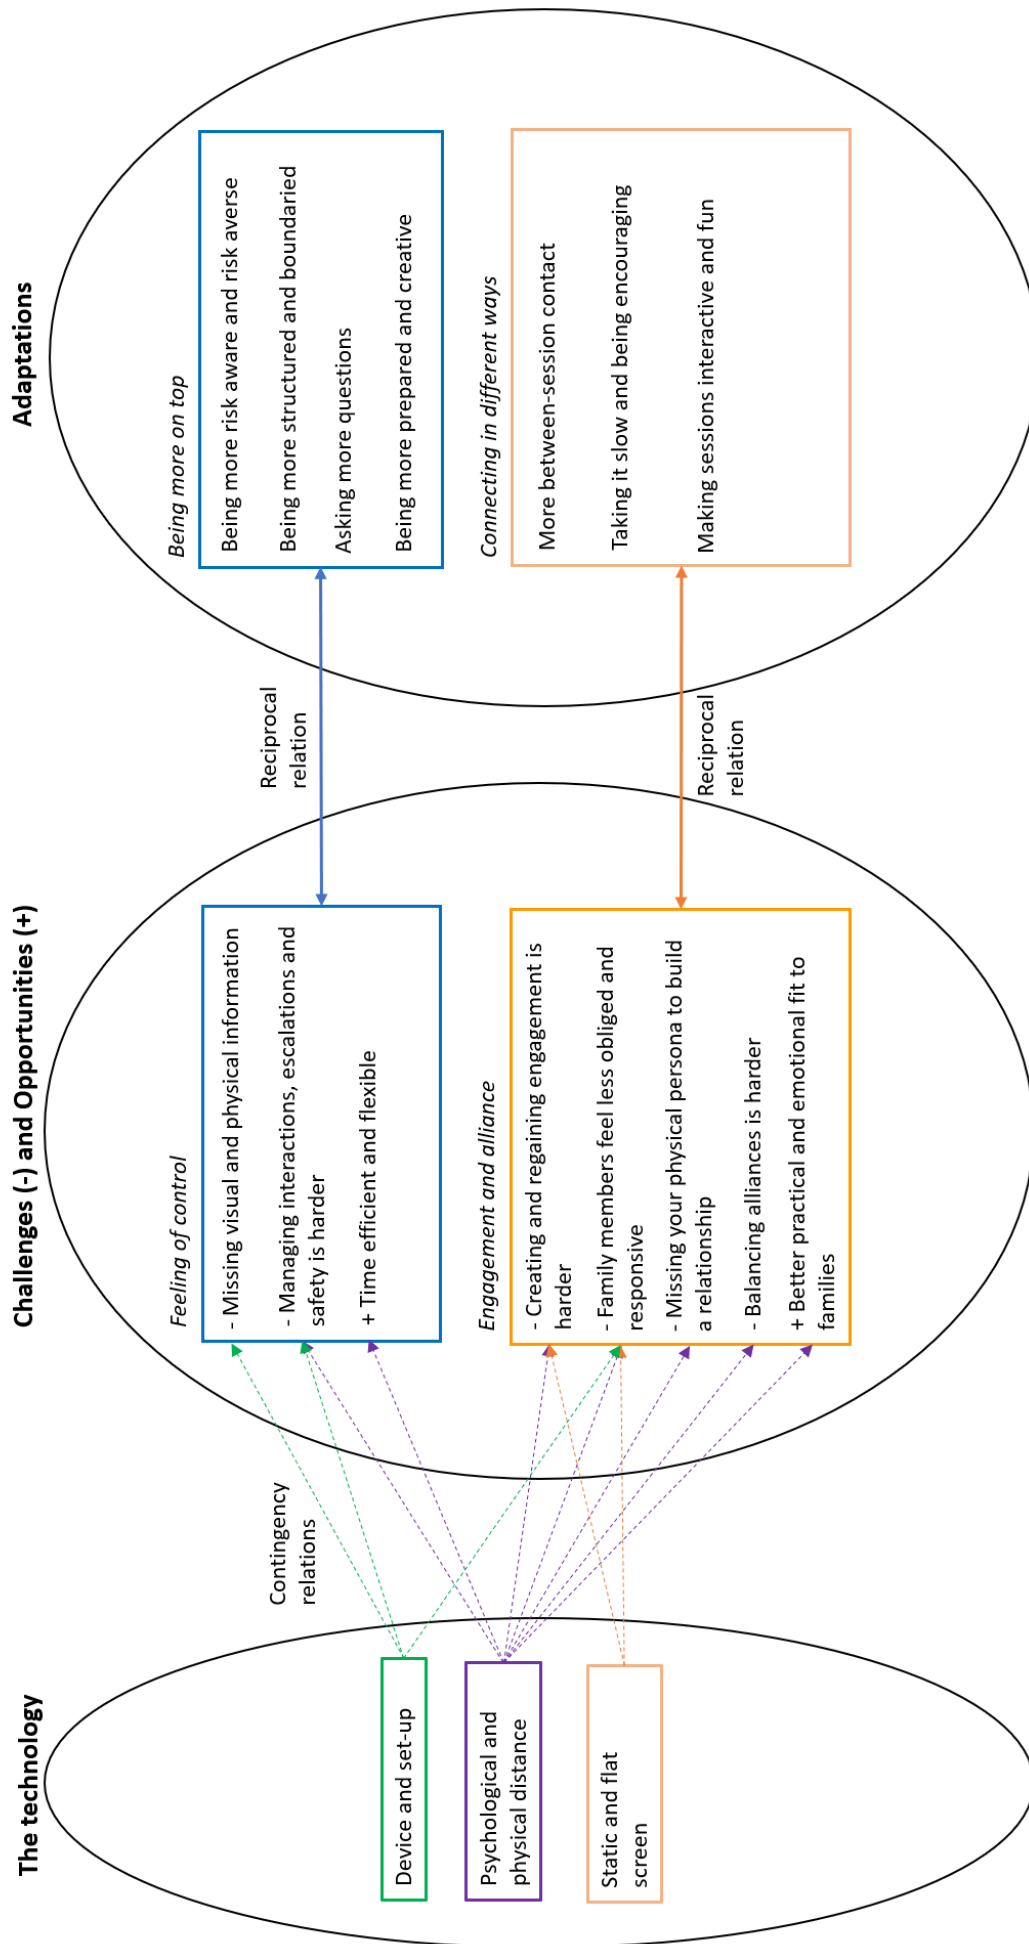 The technology
Device and set-up
Psychological and
physical distance
Static and flat
screen
Contingency
relations
Challenges (-) and Opportunities (+)
Feeling of control
- Missing visual and physical information
- Managing interactions, escalations and
safety is harder
+ Time efficient and flexible
Engagement and alliance
- Creating and regaining engagement is
harder
- Family members feel less obliged and
responsive
- Missing your physical persona to build
a relationship
- Balancing alliances is harder
+ Better practical and emotional fit to
families
Reciprocal
relation
Reciprocal
relation
Adaptations
Being more on top
Being more risk aware and risk averse
Being more structured and boundaried
Asking more questions
Being more prepared and creative
Connecting in different ways
More between-session contact
Taking it slow and being encouraging
Making sessions interactive and fun